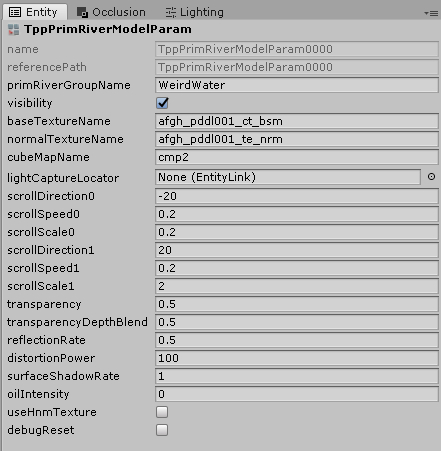 Entity Occlusion Lighting
TppPrimRiverModelParam
name TppPrimRiverModelParam0000
referencePath TppPrimRiverModelParam0000
primRiverGroupName WeirdWater
visibility
baseTextureName afgh_pddl001_ct_bsm
normalTextureName afgh_pddl001_te_nrm
cubeMapName cmp2
lightCaptureLocator None (EntityLink)
scrollDirection0 -20
scrollSpeed0 0.2
scrollScale0 0.2
scrollDirection1 20
scrollSpeed1 0.2
scrollScale1 2
transparency 0.5
transparencyDepthBlend 0.5
reflectionRate 0.5
distortionPower 100
surfaceShadowRate 1
oilIntensity 0
useHnmTexture
debugReset